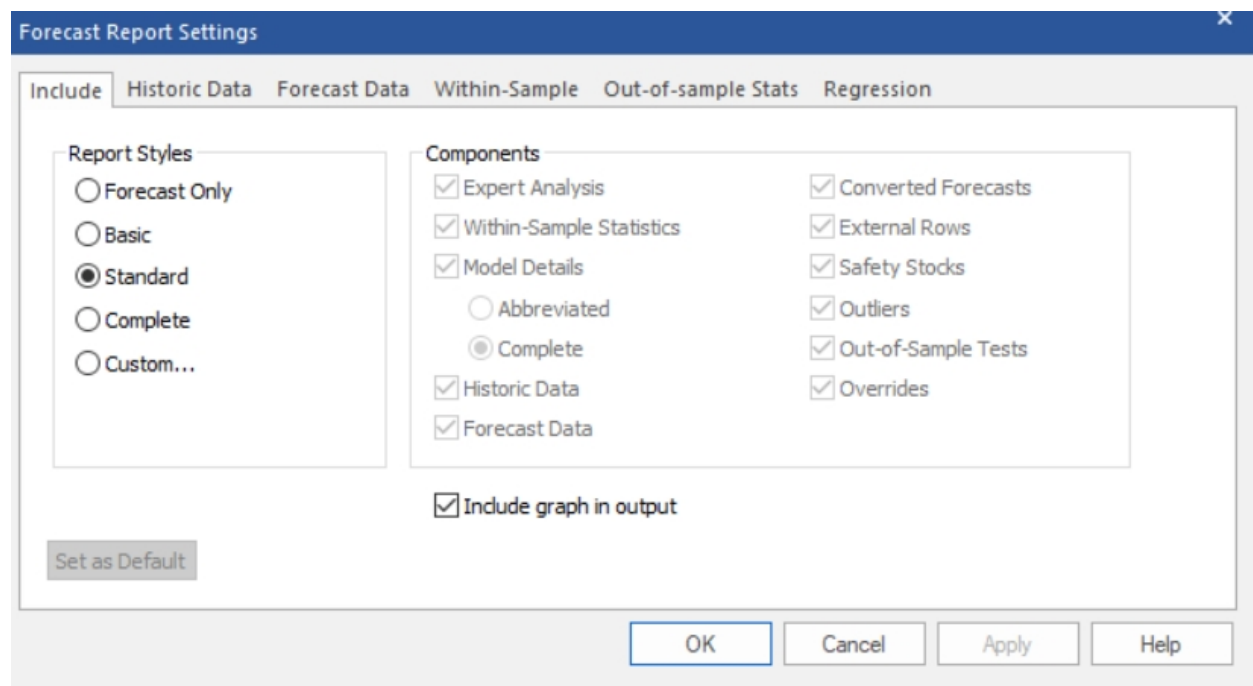 Forecast Report Settings
Include Historic Data Forecast Data Within-Sample Out-of-sample Stats Regression
Report Styles
Forecast Only
Basic
Standard
Complete
Custom...
Components
Expert Analysis
Within-Sample Statistics
Model Details
Abbreviated
Complete
Historic Data
Forecast Data
Converted Forecasts
External Rows
Safety Stocks
Outliers
Out-of-Sample Tests
Overrides
Include graph in output
Set as Default
OK Cancel Apply Help